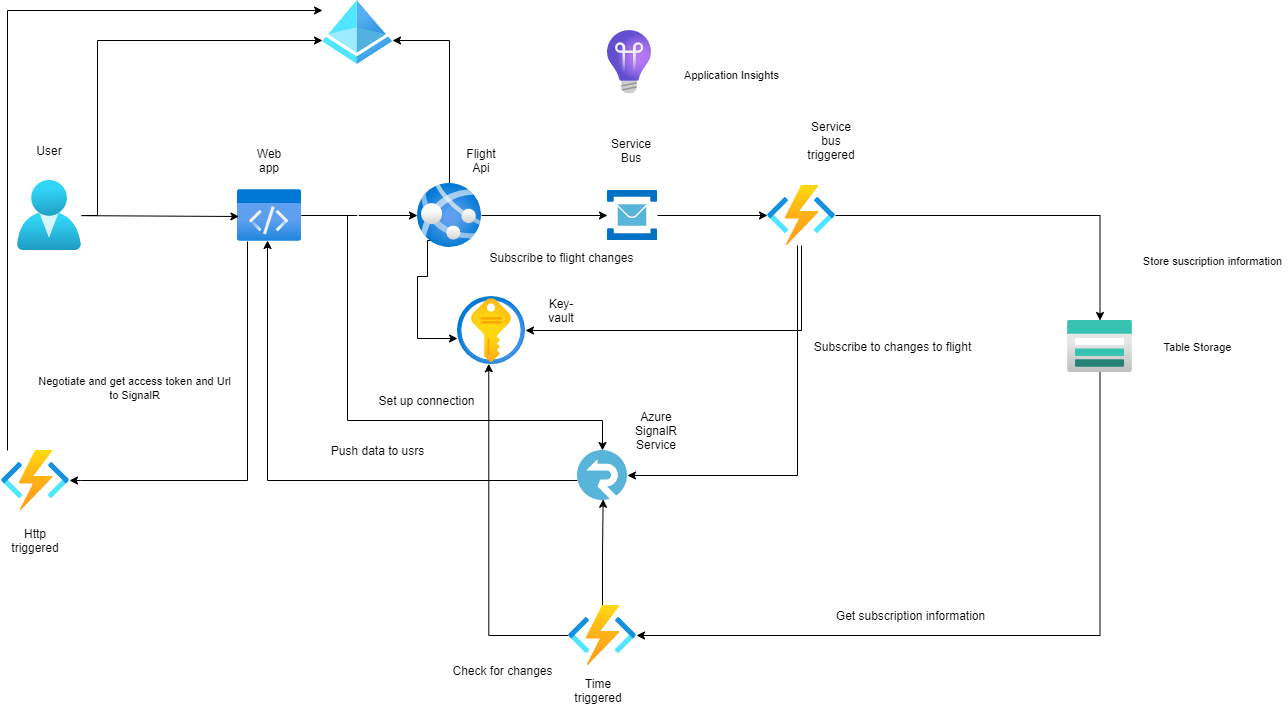 Application Insights
User
Web
app
Flight
Api
Service
Bus
Service
bus
triggered
Subscribe to flight changes
Store suscription information
Key-
vault
Subscribe to changes to flight
Table Storage
Negotiate and get access token and Url
to SignalR
Set up connection
Azure
SignalR
Service
Push data to usrs
Http
triggered
Get subscription information
Check for changes
Time
triggered